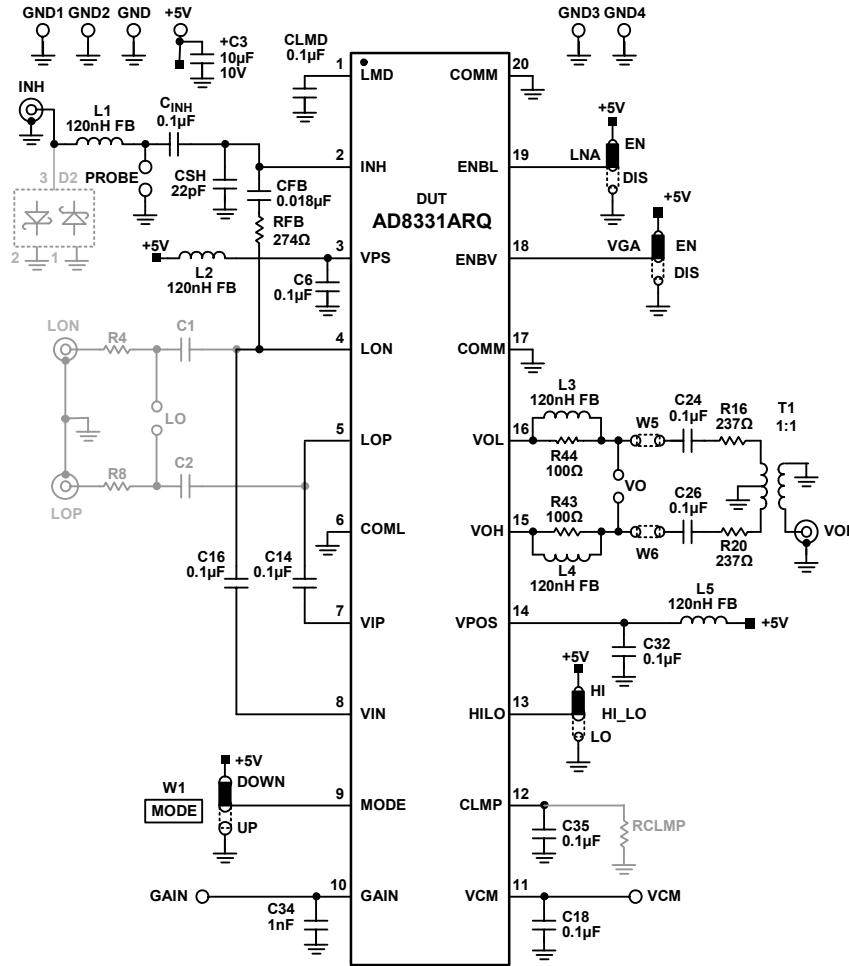 GND1 GND2 GND +5V
+C3
10µF
10V
CLMD
0.1µF
GND3 GND4
1 LMD
COMM 20
INH
L1
120nH FB
CINH
0.1µF
PROBE
CSH
22pF
2 INH
CFB
0.018µF
RFB
274Ω
3 D2
2 1
DUT
AD8331ARQ
ENBL 19
+5V
LNA EN
DIS
+5V
L2
120nH FB
3 VPS
C6
0.1µF
ENBV 18
+5V
VGA EN
DIS
LON
R4
C1
4 LON
COMM 17
LO
R8
C2
LOP
5 LOP
VOL 16
L3
120nH FB
R44
100Ω
W5
C24
0.1µF
R16
237Ω
T1
1:1
VO
6 COML
VOH 15
R43
100Ω
L4
120nH FB
W6
C26
0.1µF
R20
237Ω
C16
0.1µF
C14
0.1µF
7 VIP
VPOS 14
L5
120nH FB
+5V
C32
0.1µF
8 VIN
HILO 13
+5V
HI
HI_LO
LO
W1
MODE
+5V
DOWN
UP
9 MODE
CLMP 12
C35
0.1µF
RCLMP
GAIN
10 GAIN
C34
1nF
VCM 11
VCM
C18
0.1µF